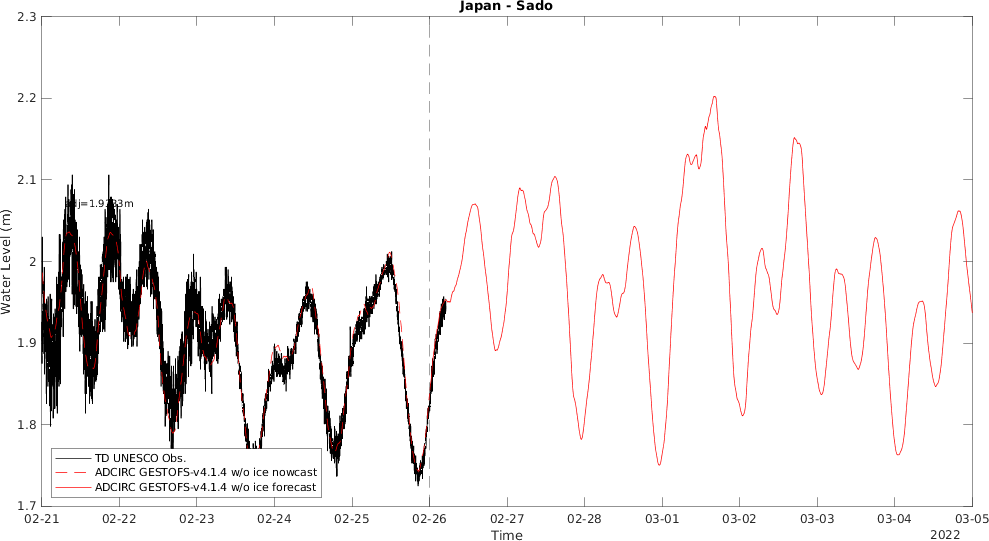 Japan - Sado
2.3
2.2
2.1
2
1.9
1.8
1.7
Water Level (m)
TD UNESCO Obs.
ADCIRC GESTOFS-v4.1.4 w/o ice nowcast
ADCIRC GESTOFS-v4.1.4 w/o ice forecast
02-21 02-22 02-23 02-24 02-25 02-26 02-27 02-28 03-01 03-02 03-03 03-04 03-05
Time
2022